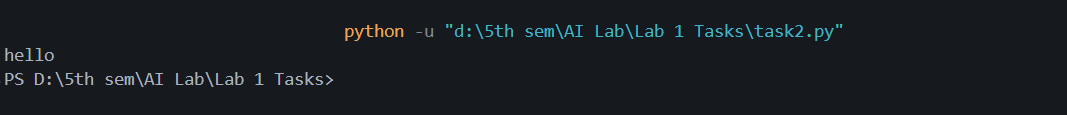 python -u "d:\5th sem\AI Lab\Lab 1 Tasks\task2.py"
hello
PS D:\5th sem\AI Lab\Lab 1 Tasks>